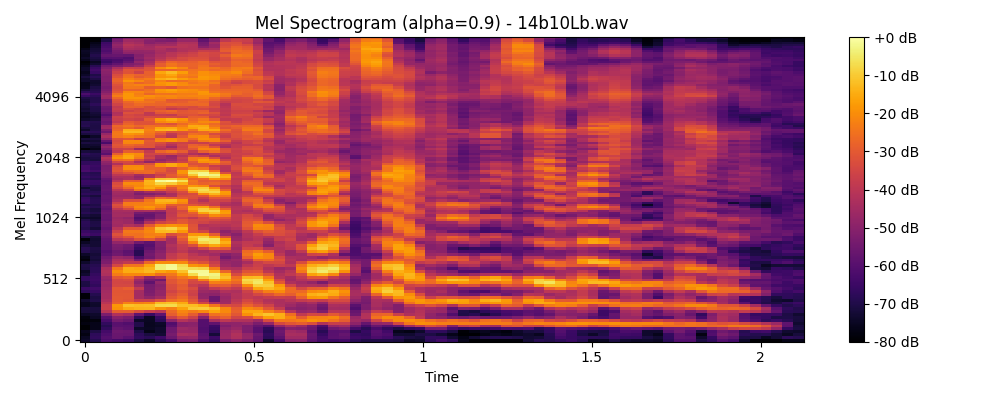 Mel Spectrogram (alpha=0.9) - 14b10Lb.wav
Mel Frequency
4096
2048
1024
512
0
0
0.5
1
1.5
2
Time
+0 dB
-10 dB
-20 dB
-30 dB
-40 dB
-50 dB
-60 dB
-70 dB
-80 dB